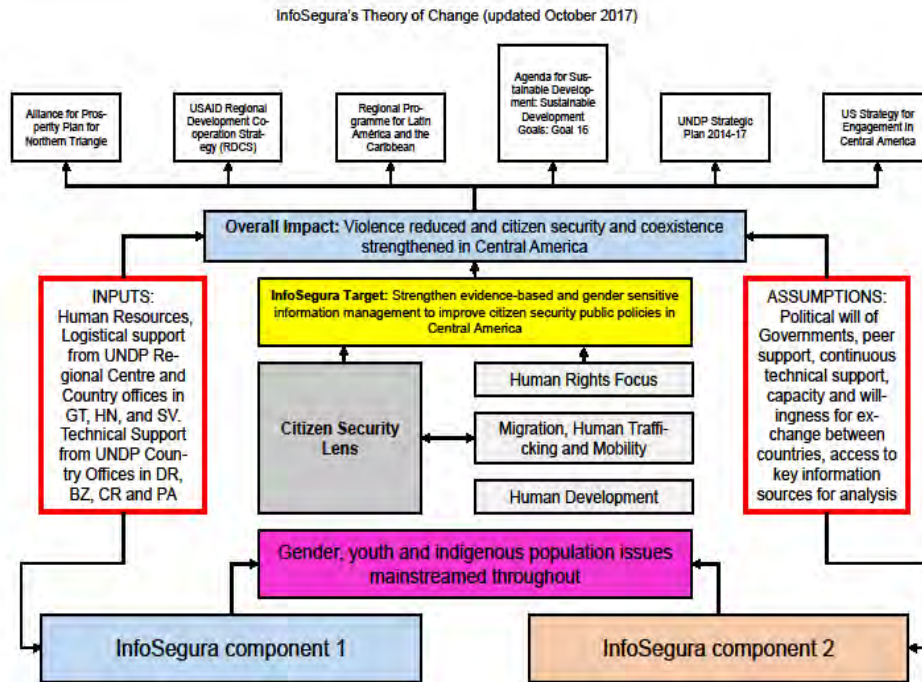 InfoSegura's Theory of Change (updated October 2017)
Alliance for Pros-
perity Plan for
Northern Triangle
USAID Regional
Development Co-
operation Strat-
egy (RDCS)
Regional Pro-
gramme for Latin
América and the
Caribbean
Agenda for Sus-
tainable Develop-
ment: Sustainable
Development
Goals: Goal 16
UNDP Strategic
Plan 2014-17
US Strategy for
Engagement in
Central America
Overall Impact: Violence reduced and citizen security and coexistence
strengthened in Central America
INPUTS:
Human Resources,
Logistical support
from UNDP Re-
gional Centre and
Country offices in
GT, HN, and SV.
Technical Support
from UNDP Coun-
try Offices in DR,
BZ, CR and PA
InfoSegura Target: Strengthen evidence-based and gender sensitive
information management to improve citizen security public policies in
Central America
Citizen Security
Lens
Human Rights Focus
Migration, Human Traffic-
king and Mobility
Human Development
ASSUMPTIONS:
Political will of
Governments, peer
support, continuous
technical support,
capacity and will-
ingness for ex-
change between
countries, access to
key information
sources for analysis
Gender, youth and indigenous population issues
mainstreamed throughout
InfoSegura component 1
InfoSegura component 2